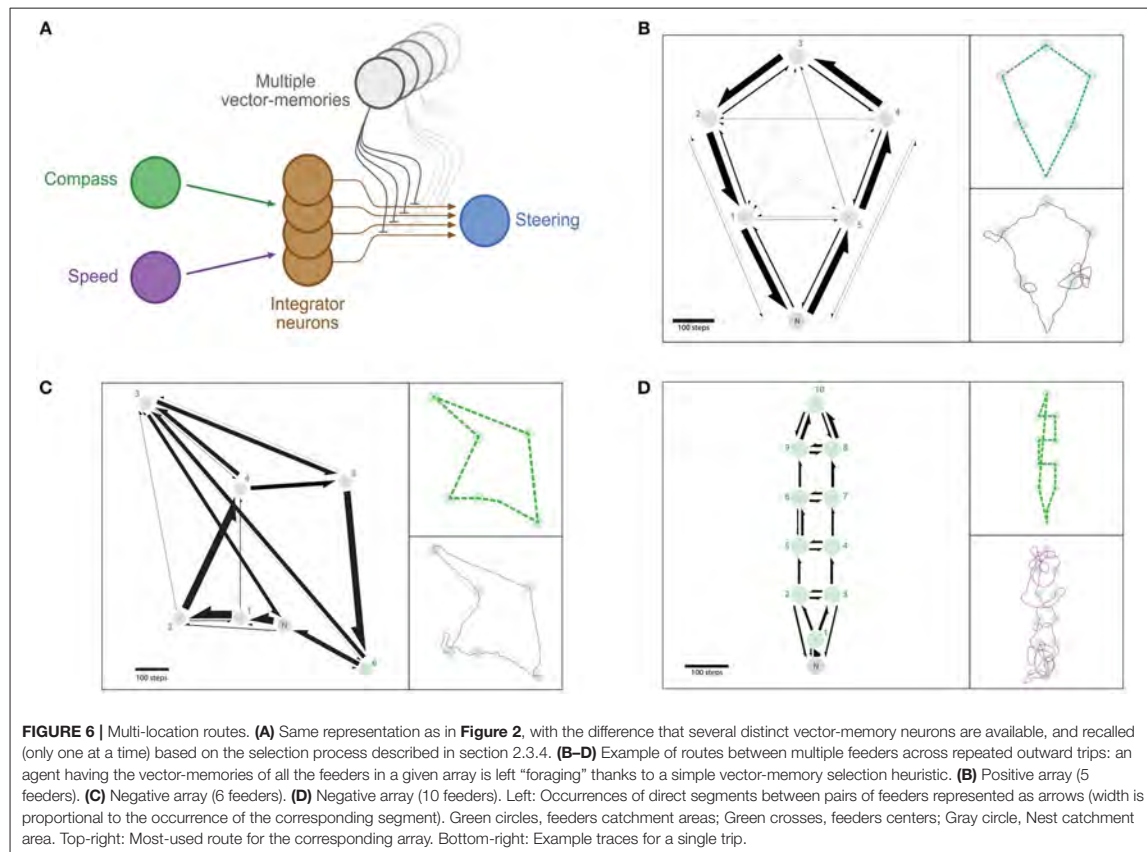 A
Multiple
vector-memories
Compass
Speed
Integrator
neurons
Steering
B
3
2
4
1
5
N
100 steps
C
3
4
5
2
1
N
6
100 steps
D
10
9
8
6
7
5
4
2
3
1
N
100 steps
FIGURE 6 | Multi-location routes. (A) Same representation as in Figure 2, with the difference that several distinct vector-memory neurons are available, and recalled
(only one at a time) based on the selection process described in section 2.3.4. (B–D) Example of routes between multiple feeders across repeated outward trips: an
agent having the vector-memories of all the feeders in a given array is left “foraging” thanks to a simple vector-memory selection heuristic. (B) Positive array (5
feeders). (C) Negative array (6 feeders). (D) Negative array (10 feeders). Left: Occurrences of direct segments between pairs of feeders represented as arrows (width is
proportional to the occurrence of the corresponding segment). Green circles, feeders catchment areas; Green crosses, feeders centers; Gray circle, Nest catchment
area. Top-right: Most-used route for the corresponding array. Bottom-right: Example traces for a single trip.